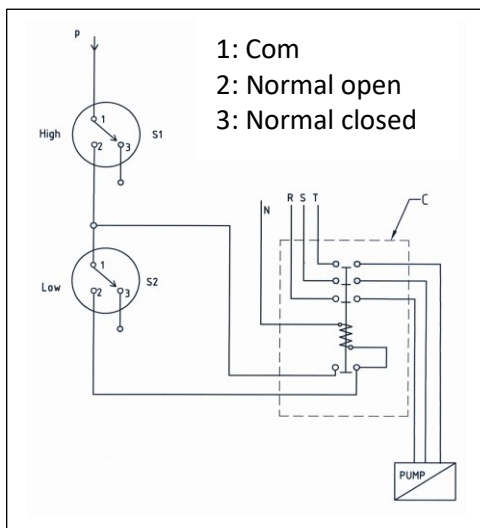 P
1: Com
2: Normal open
3: Normal closed
1
High
S1
2
3
N
R S T
C
1
Low
S2
2
3
PUMP